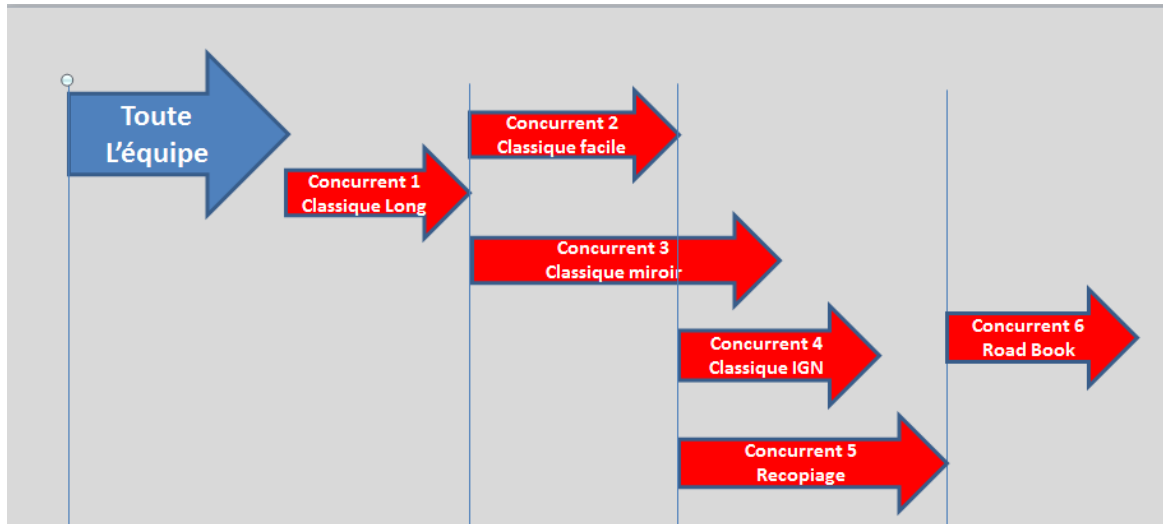 Toute
L'équipe
Concurrent 1
Classique Long
Concurrent 2
Classique facile
Concurrent 3
Classique miroir
Concurrent 4
Classique IGN
Concurrent 5
Recopiage
Concurrent 6
Road Book